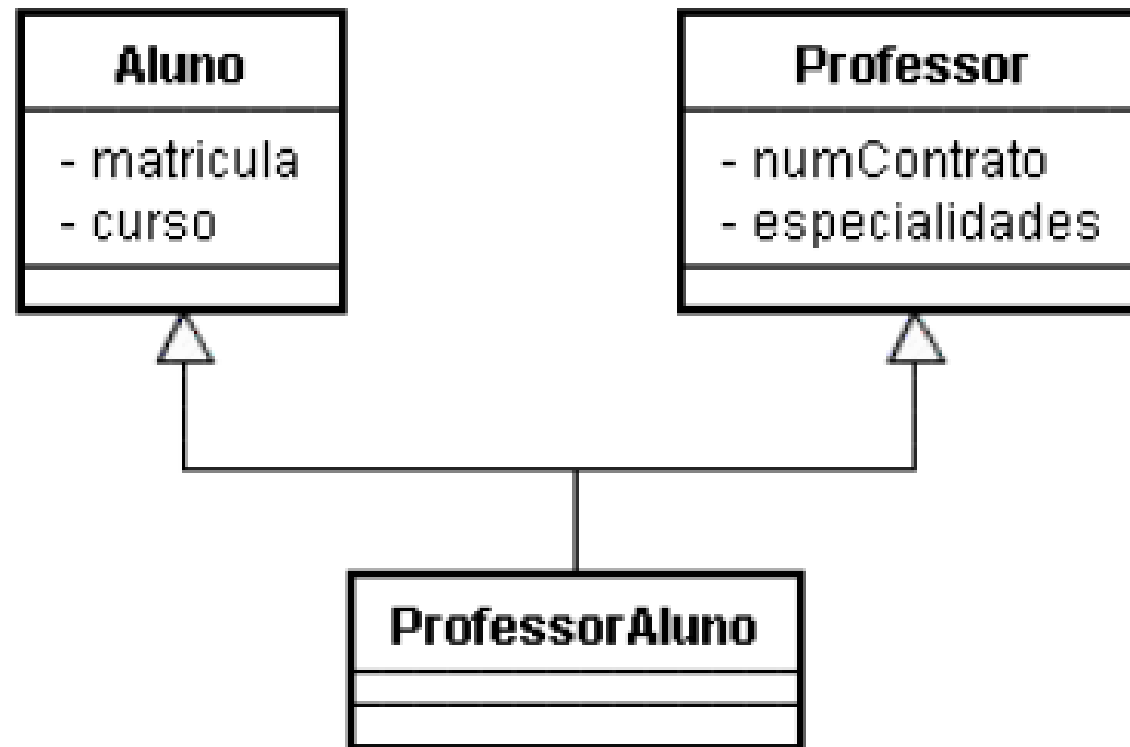 Aluno
- matricula
- curso
Professor
- numContrato
- especialidades
ProfessorAluno